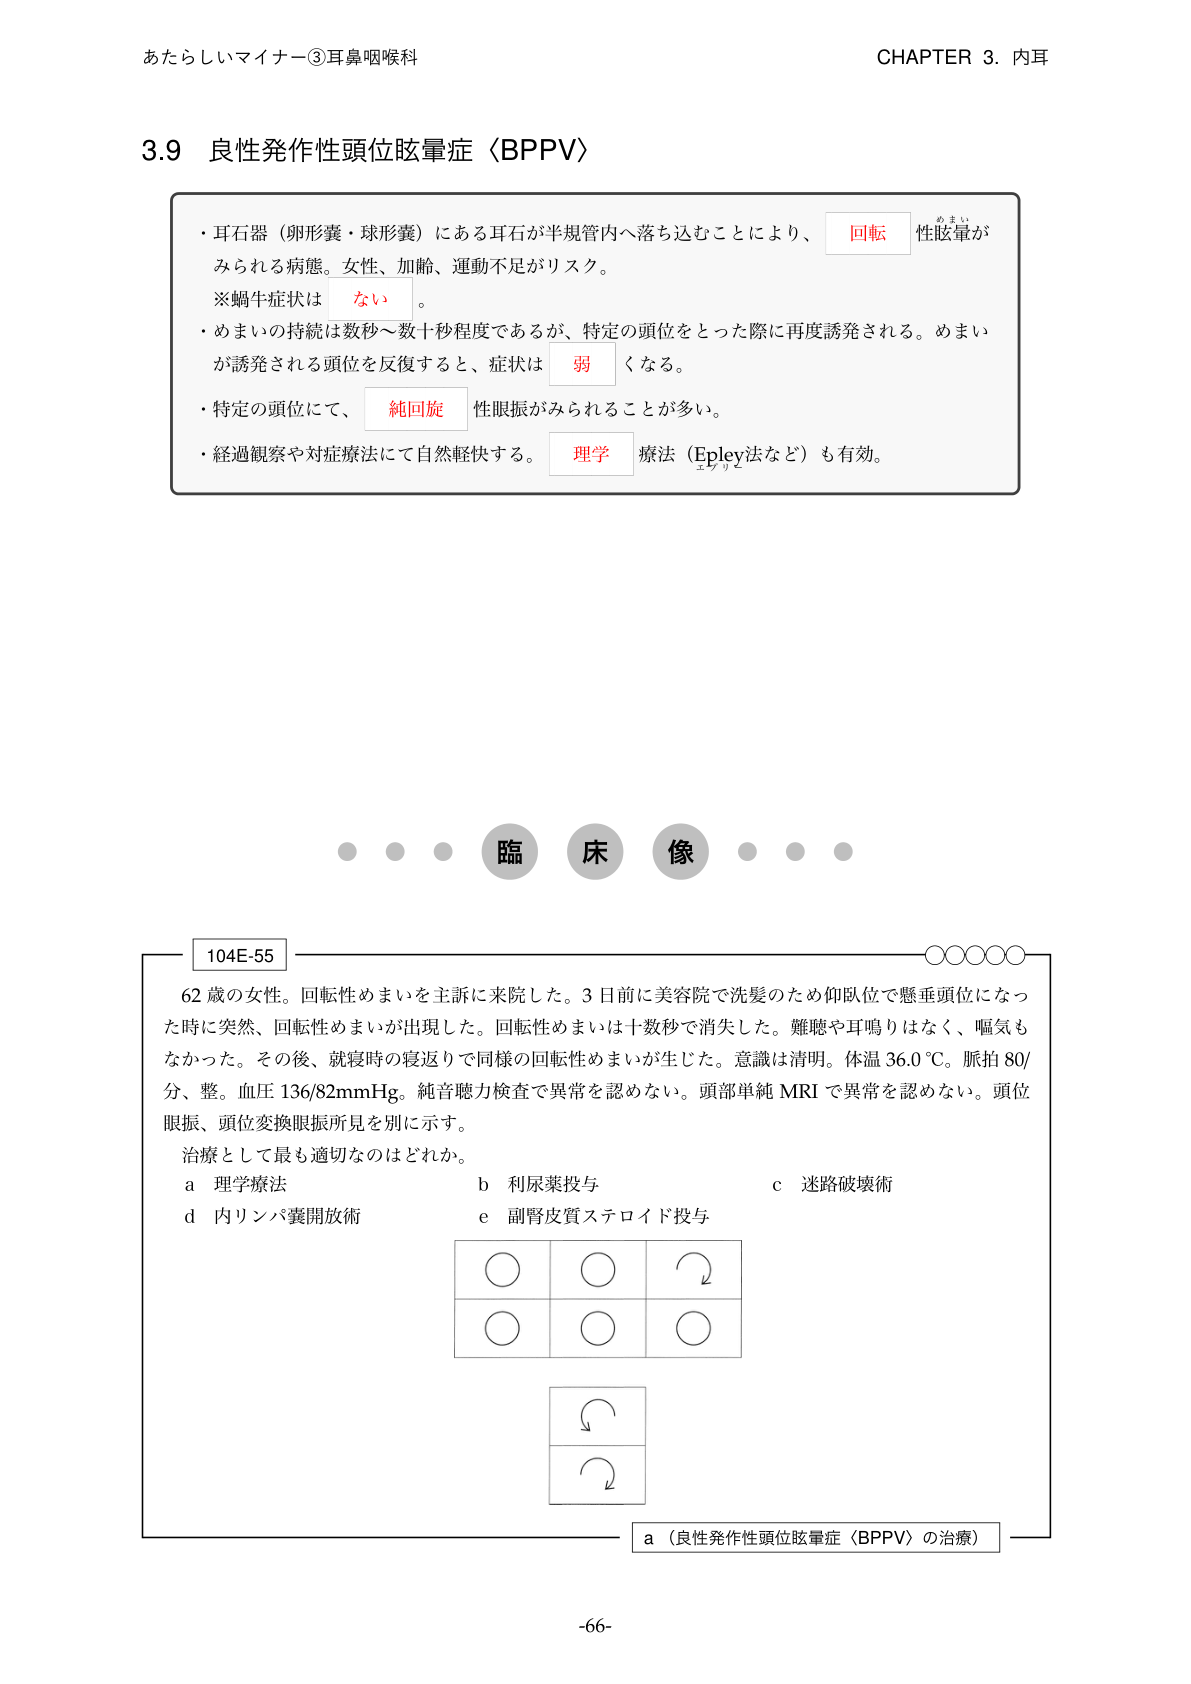 あたらしいマイナー③耳鼻咽喉科
CHAPTER 3. 内耳
3.9 良性発作性頭位眩暈症〈BPPV〉
・耳石器（卵形嚢・球形嚢）にある耳石が半規管内へ落ち込むことにより、 回転 性眩暈が
めまい
みられる病態。女性、加齢、運動不足がリスク。
※蝸牛症状は ない 。
・めまいの持続は数秒〜数十秒程度であるが、特定の頭位をとった際に再度誘発される。めまい
が誘発される頭位を反復すると、症状は 弱 くなる。
・特定の頭位にて、 純回旋 性眼振がみられることが多い。
・経過観察や対症療法にて自然軽快する。 理学 療法（Epley法など）も有効。
エプリー
臨床像
104E-55
62 歳の女性。回転性めまいを主訴に来院した。3 日前に美容院で洗髪のため仰臥位で懸垂頭位になっ
た時に突然、回転性めまいが出現した。回転性めまいは十数秒で消失した。難聴や耳鳴りはなく、嘔気も
なかった。その後、就寝時の寝返りで同様の回転性めまいが生じた。意識は清明。体温 36.0 ℃。脈拍 80/
分、整。血圧 136/82mmHg。純音聴力検査で異常を認めない。頭部単純 MRI で異常を認めない。頭位
眼振、頭位変換眼振所見を別に示す。
治療として最も適切なのはどれか。
a 理学療法 b 利尿薬投与 c 迷路破壊術
d 内リンパ嚢開放術 e 副腎皮質ステロイド投与
a （良性発作性頭位眩暈症〈BPPV〉の治療）
-66-